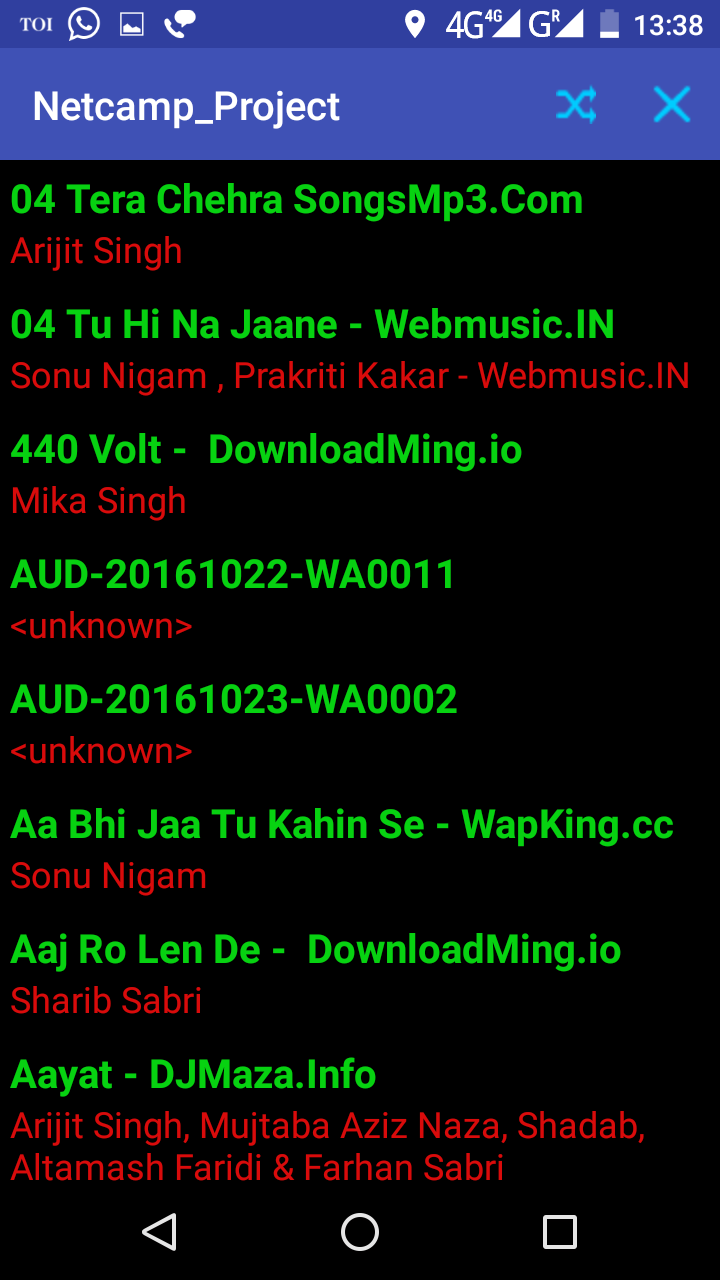 TOI 4G 4G G R 13:38
Netcamp_Project
04 Tera Chehra SongsMp3.Com
Arijit Singh
04 Tu Hi Na Jaane - Webmusic.IN
Sonu Nigam , Prakriti Kakar - Webmusic.IN
440 Volt -  DownloadMing.io
Mika Singh
AUD-20161022-WA0011
<unknown>
AUD-20161023-WA0002
<unknown>
Aa Bhi Jaa Tu Kahin Se - WapKing.cc
Sonu Nigam
Aaj Ro Len De -  DownloadMing.io
Sharib Sabri
Aayat - DJMaza.Info
Arijit Singh, Mujtaba Aziz Naza, Shadab,
Altamash Faridi & Farhan Sabri